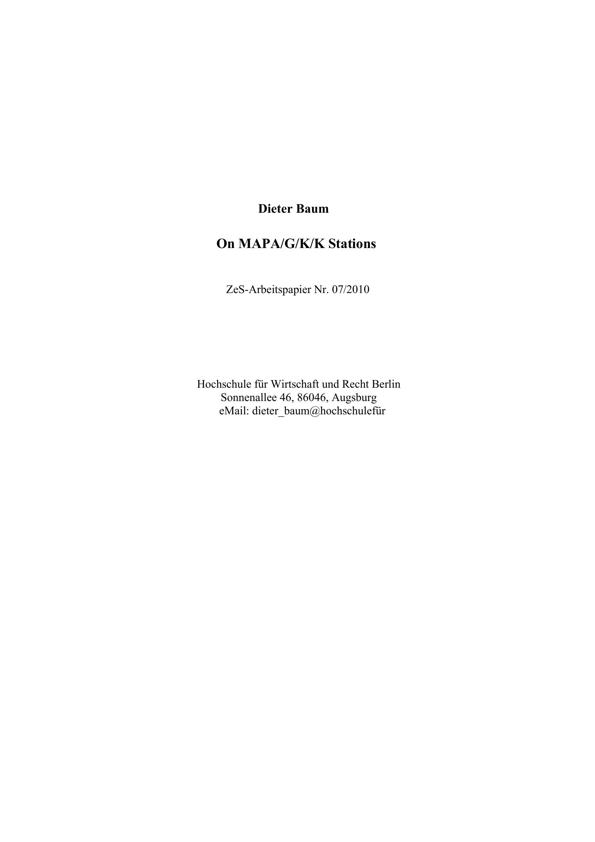 Dieter Baum
On MAPA/G/K/K Stations
ZeS-Arbeitspapier Nr. 07/2010
Hochschule für Wirtschaft und Recht Berlin
Sonnenallee 46, 86046, Augsburg
eMail: dieter_baum@hochschulefür